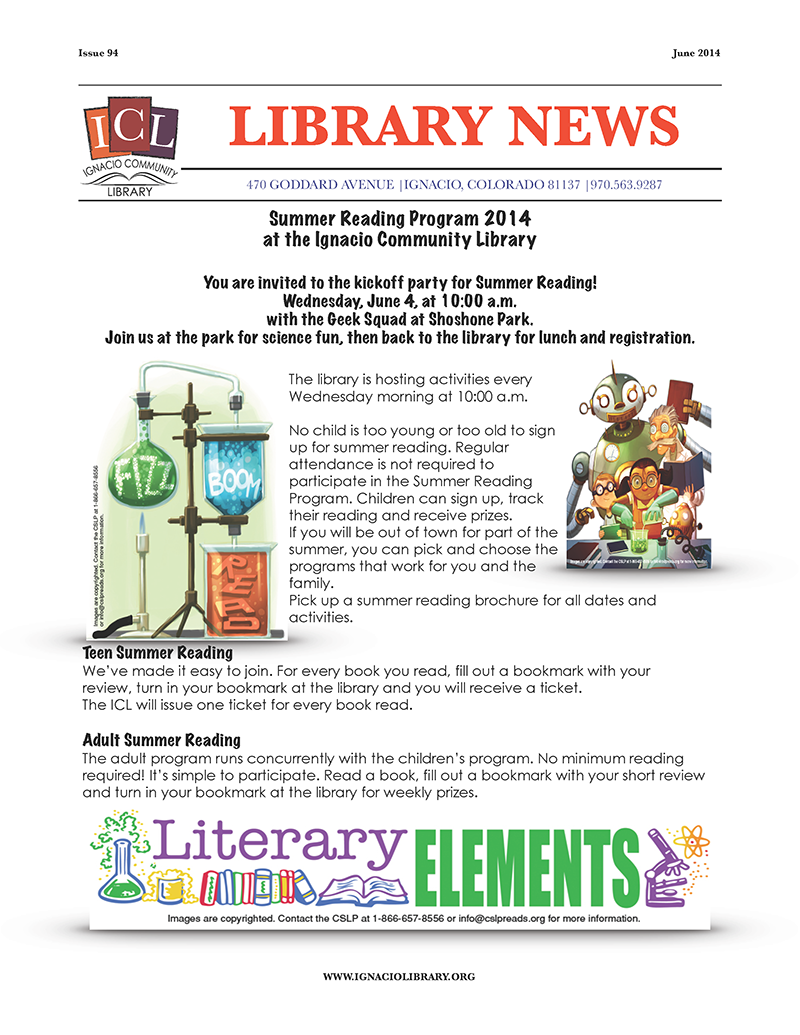 Issue 94
June 2014
ICL
IGNACIO COMMUNITY
LIBRARY
LIBRARY NEWS
470 GODDARD AVENUE |IGNACIO, COLORADO 81137 |970.563.9287
Summer Reading Program 2014
at the Ignacio Community Library
You are invited to the kickoff party for Summer Reading!
Wednesday, June 4, at 10:00 a.m.
with the Geek Squad at Shoshone Park.
Join us at the park for science fun, then back to the library for lunch and registration.
FIZZ
BOOM
READ
Images are copyrighted. Contact the CSLP at 1-866-657-8556
or info@cslpreads.org for more information.
The library is hosting activities every
Wednesday morning at 10:00 a.m.
No child is too young or too old to sign
up for summer reading. Regular
attendance is not required to
participate in the Summer Reading
Program. Children can sign up, track
their reading and receive prizes.
If you will be out of town for part of the
summer, you can pick and choose the
programs that work for you and the
family.
Pick up a summer reading brochure for all dates and
activities.
Teen Summer Reading
We've made it easy to join. For every book you read, fill out a bookmark with your
review, turn in your bookmark at the library and you will receive a ticket.
The ICL will issue one ticket for every book read.
Adult Summer Reading
The adult program runs concurrently with the children's program. No minimum reading
required! It's simple to participate. Read a book, fill out a bookmark with your short review
and turn in your bookmark at the library for weekly prizes.
Literary ELEMENTS
Images are copyrighted. Contact the CSLP at 1-866-657-8556 or info@cslpreads.org for more information.
WWW.IGNACIOLIBRARY.ORG